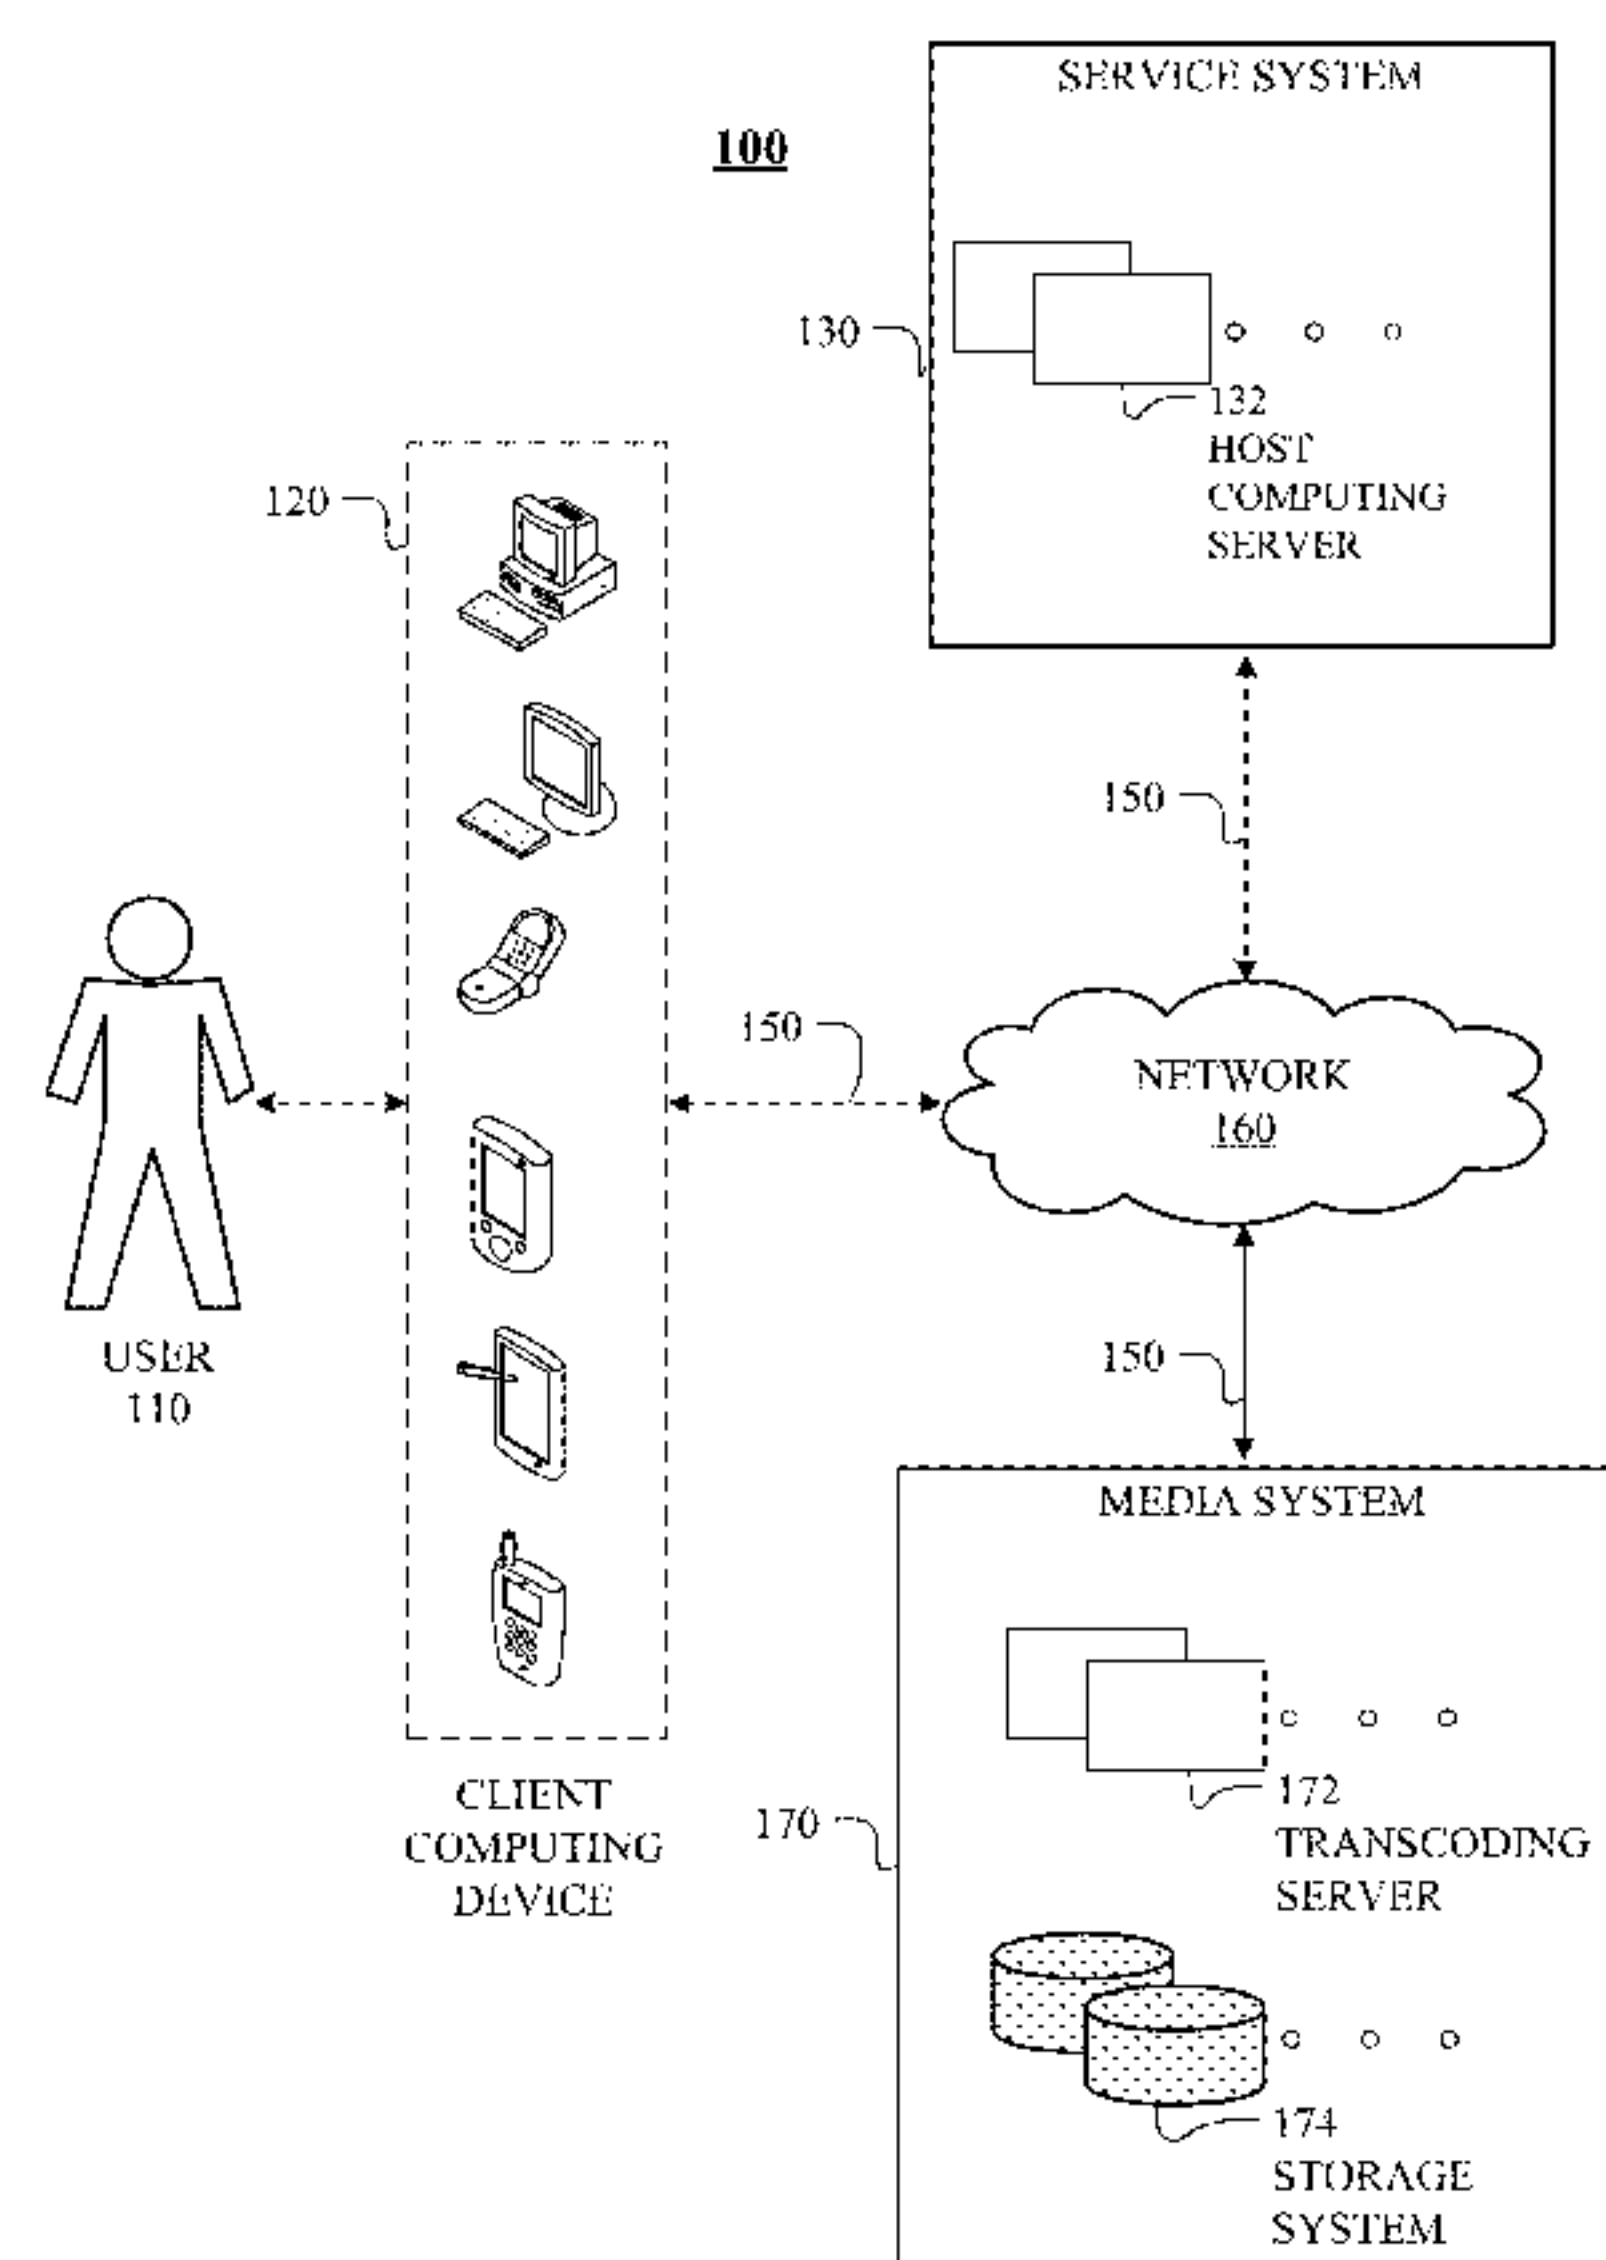 100
SERVICE SYSTEM
130
132
HOST
COMPUTING
SERVER
120
150
150
NETWORK
160
USER
110
150
MEDIA SYSTEM
CLIENT
COMPUTING
DEVICE
170
172
TRANSCODING
SERVER
174
STORAGE
SYSTEM